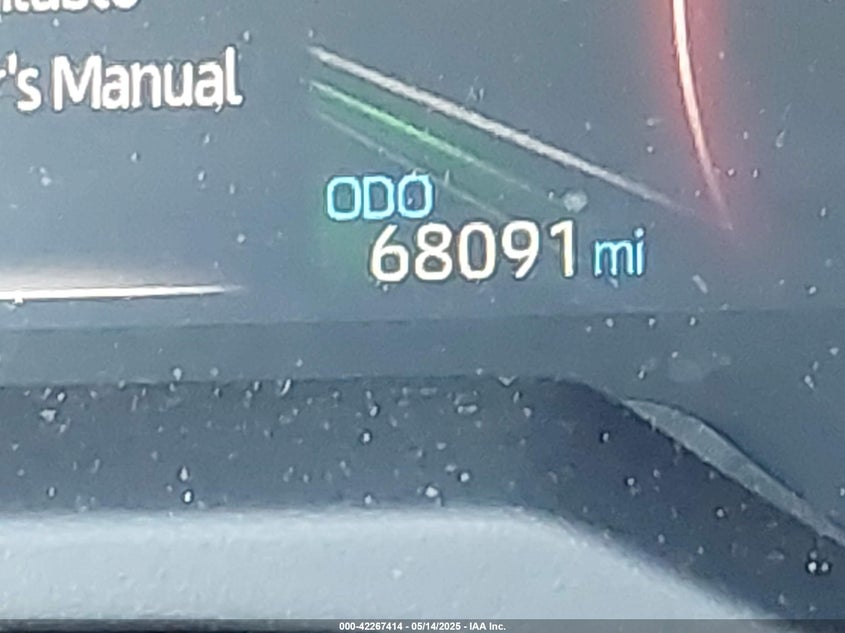 's Manual
ODO
68091 mi
000-42267414 - 05/14/2025 - IAA Inc.